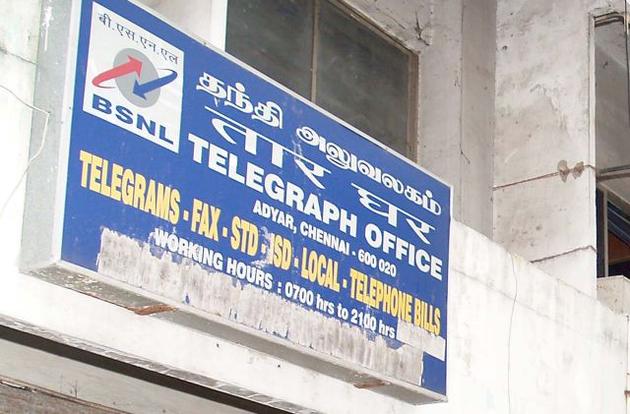 बी.एस.एन.एल
BSNL
தந்தி அலுவலகம்
तार घर
TELEGRAPH OFFICE
ADYAR, CHENNAI - 600 020
TELEGRAMS - FAX - STD - ISD - LOCAL - TELEPHONE BILLS
WORKING HOURS : 0700 hrs to 2100 hrs